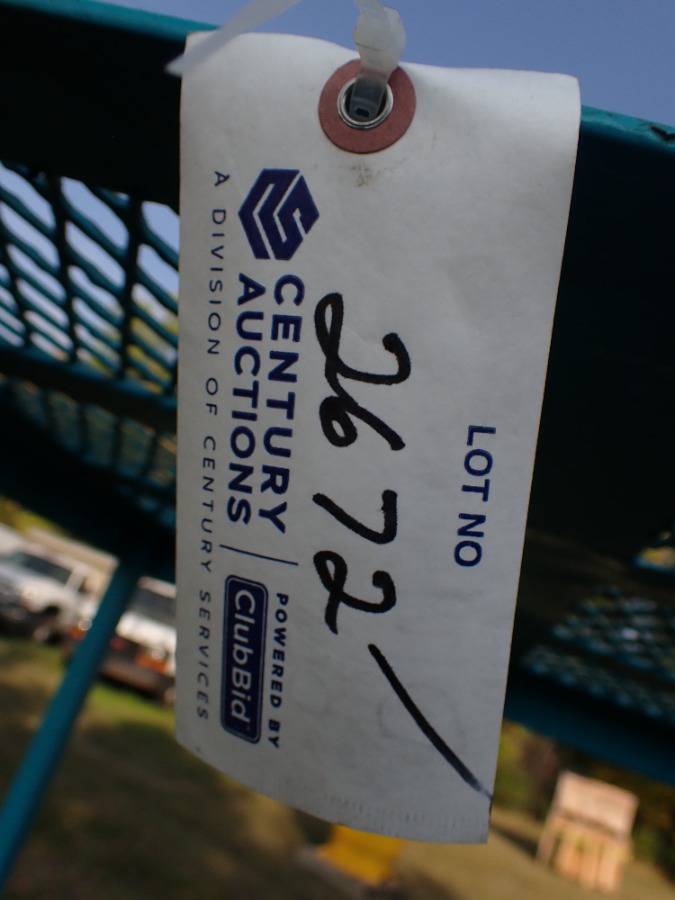 LOT NO
2672/
CENTURY
AUCTIONS
POWERED BY
ClubBid
A DIVISION OF CENTURY SERVICES